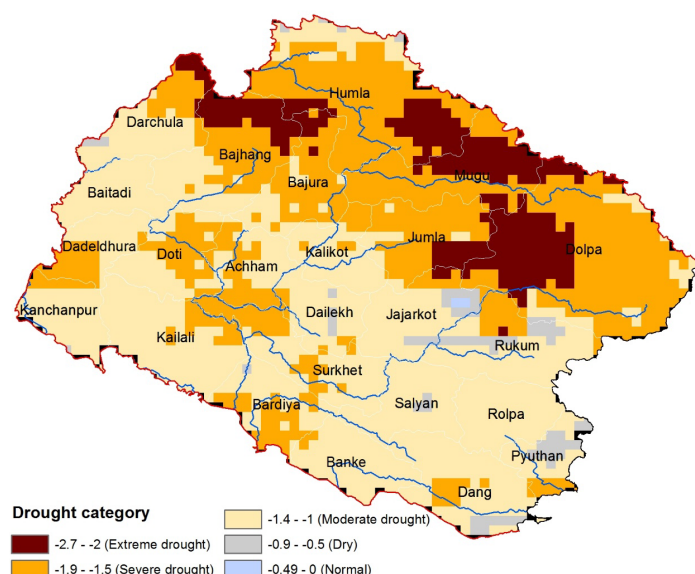 Humla
Darchula
Bajhang
Mugu
Bajura
Baitadi
Dadeldhura
Doti
Jumla
Dolpa
Kalikot
Achham
Kanchanpur
Dailekh
Jajarkot
Kailali
Rukum
Surkhet
Bardiya
Salyan
Rolpa
Pyuthan
Banke
Dang
Drought category
-2.7 - -2 (Extreme drought)
-1.9 - -1.5 (Severe drought)
-1.4 - -1 (Moderate drought)
-0.9 - -0.5 (Dry)
-0.49 - 0 (Normal)